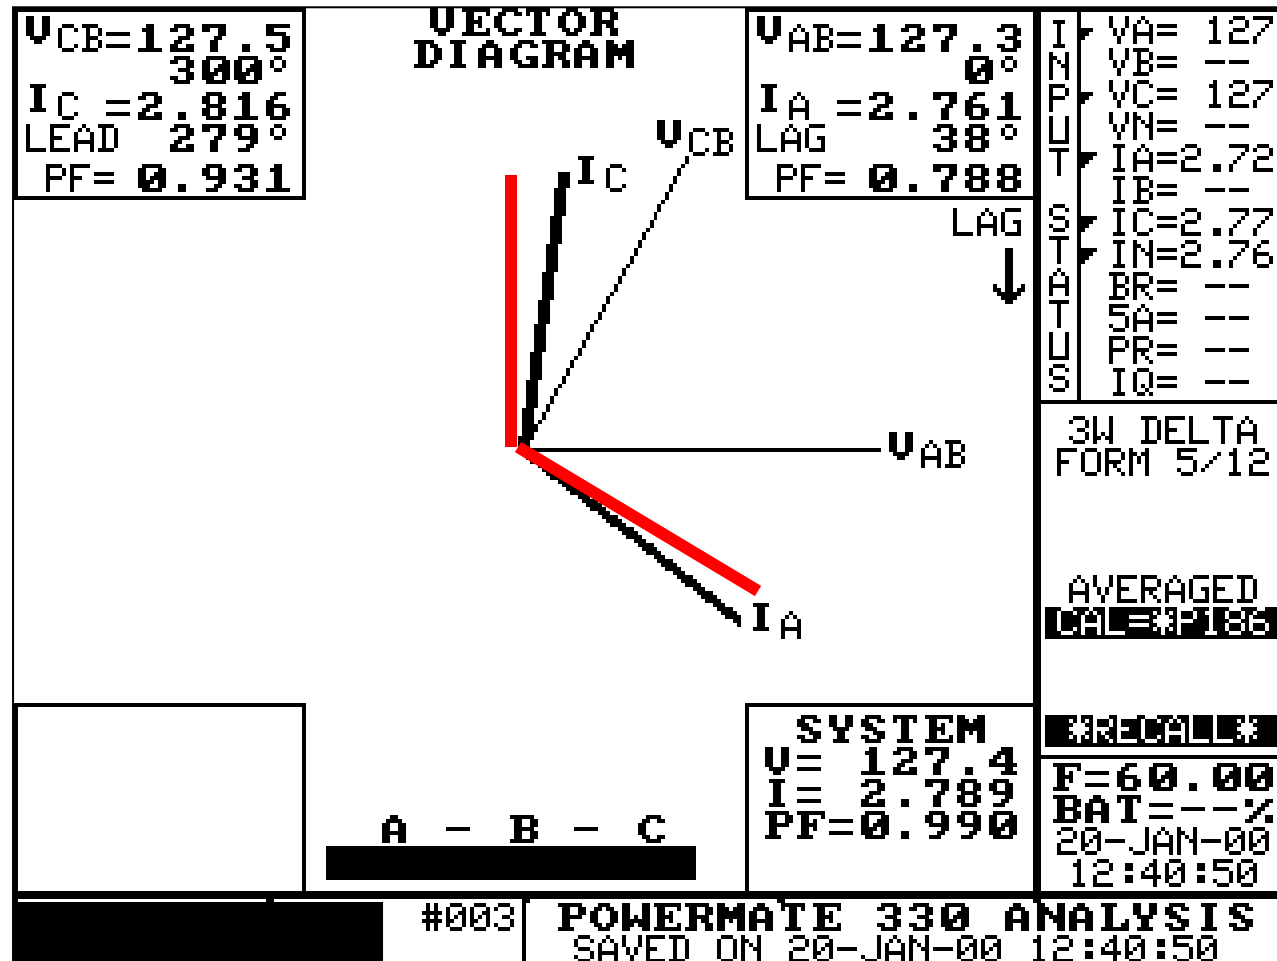 VCB=127.5
300°
IC =2.816
LEAD 279°
PF= 0.931
VECTOR
DIAGRAM
VAB=127.3
0°
IA =2.761
LAG 38°
PF= 0.788
LAG
VCB
IC
VAB
IA
A - B - C
SYSTEM
V= 127.4
I= 2.789
PF=0.990
INPUT STATUS
VA= 127
VB= --
VC= 127
VN= --
IA=2.72
IB= --
IC=2.77
IN=2.76
BR= --
5A= --
PR= --
IQ= --
3W DELTA
FORM 5/12
AVERAGED
CAL=*P186
*RECALL*
F=60.00
BAT=--%
20-JAN-00
12:40:50
#003
POWERMATE 330 ANALYSIS
SAVED ON 20-JAN-00 12:40:50